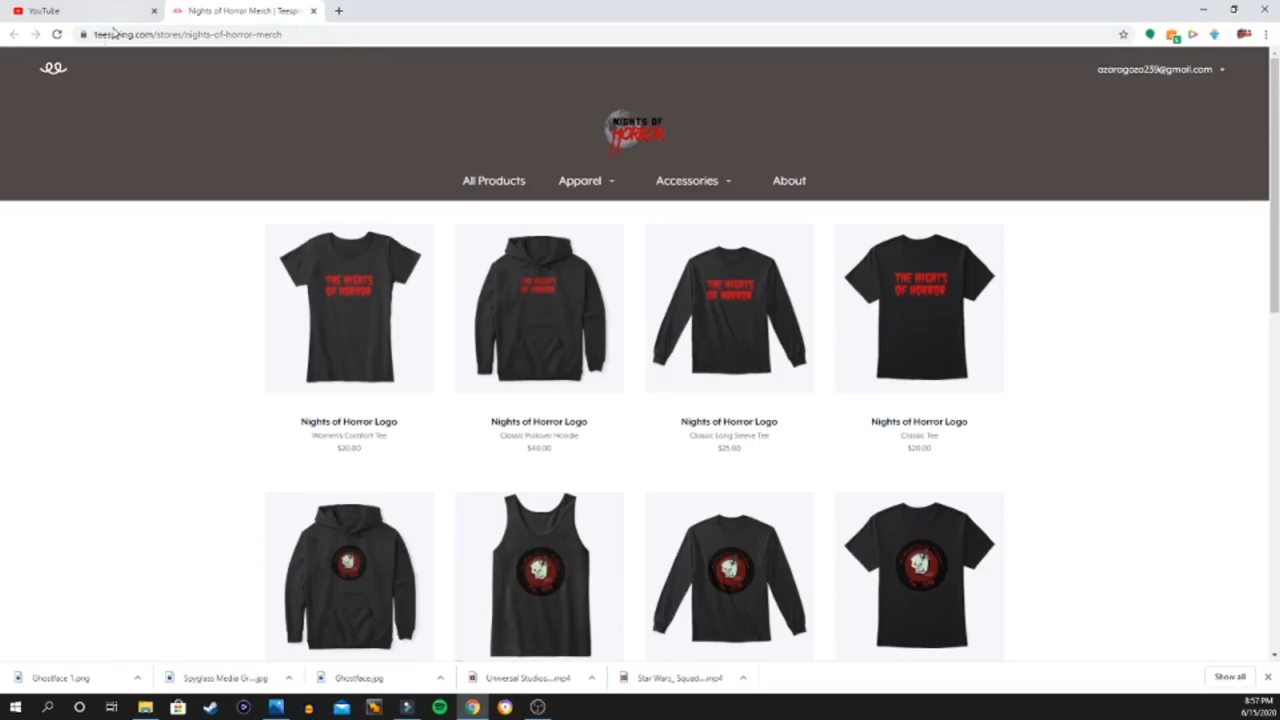 YouTube
Nights of Horror Merch | Teespri
teespring.com/stores/nights-of-horror-merch
azaragoza239@gmail.com
NIGHTS OF
HORROR
All Products Apparel Accessories About
THE NIGHTS
OF HORROR
THE NIGHTS
OF HORROR
THE NIGHTS
OF HORROR
THE NIGHTS
OF HORROR
Nights of Horror Logo
Women's Comfort Tee
$20.00
Nights of Horror Logo
Classic Pullover Hoodie
$40.00
Nights of Horror Logo
Classic Long Sleeve Tee
$25.00
Nights of Horror Logo
Classic Tee
$20.00
Ghostface 1.png
Spyglass Media Gr....jpg
Ghostface.jpg
Universal Studios....mp4
Star Wars_ Squad....mp4
Show all
8:57 PM
6/15/2020